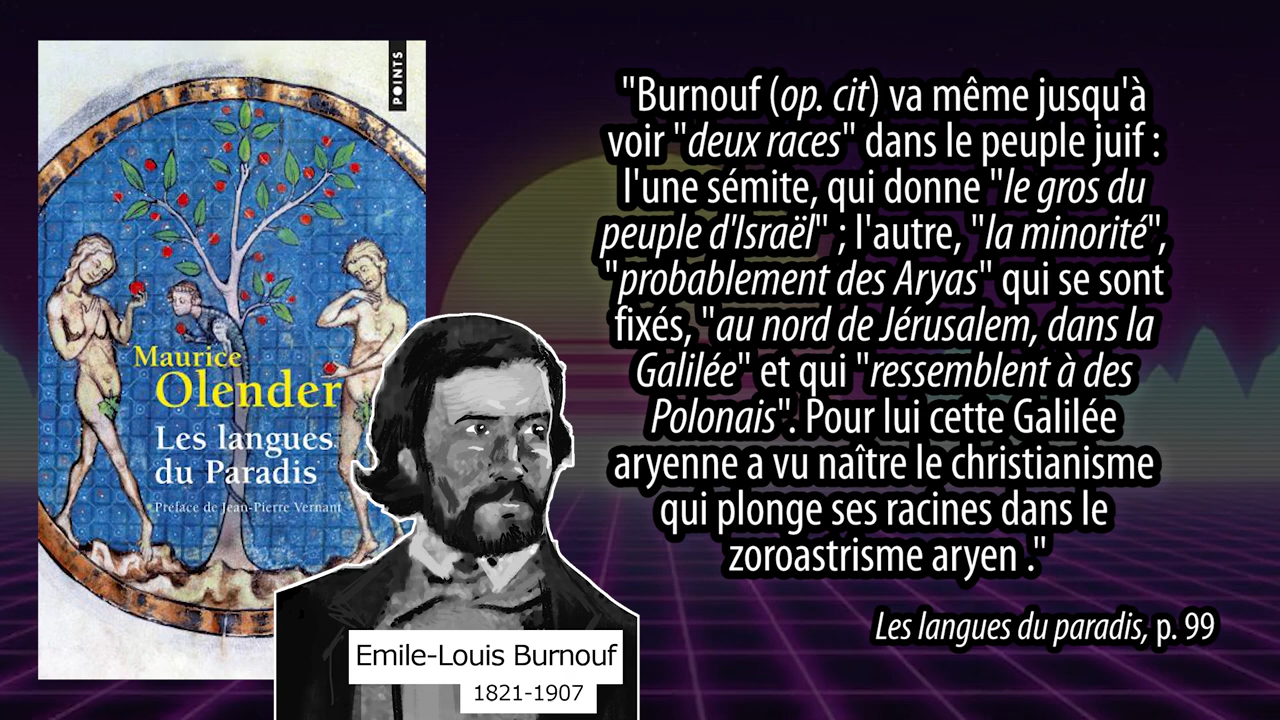 POINTS
Maurice
Olender
Les langues
du Paradis
Préface de Jean-Pierre Vernant
Emile-Louis Burnouf
1821-1907
"Burnouf (op. cit) va même jusqu'à
voir "deux races" dans le peuple juif :
l'une sémite, qui donne "le gros du
peuple d'Israël" ; l'autre, "la minorité",
"probablement des Aryas" qui se sont
fixés, "au nord de Jérusalem, dans la
Galilée" et qui "ressemblent à des
Polonais". Pour lui cette Galilée
aryenne a vu naître le christianisme
qui plonge ses racines dans le
zoroastrisme aryen ."
Les langues du paradis, p. 99